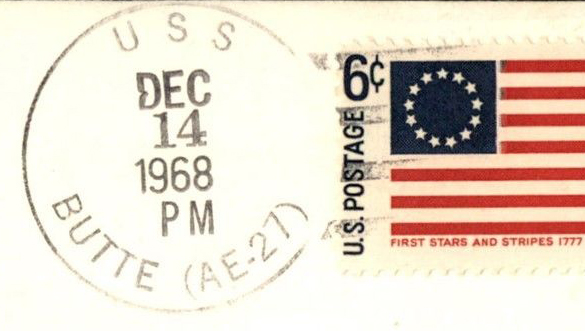 USS
DEC
14
1968
PM
BUTTE (AE-27)
6¢
U.S. POSTAGE
FIRST STARS AND STRIPES 1777